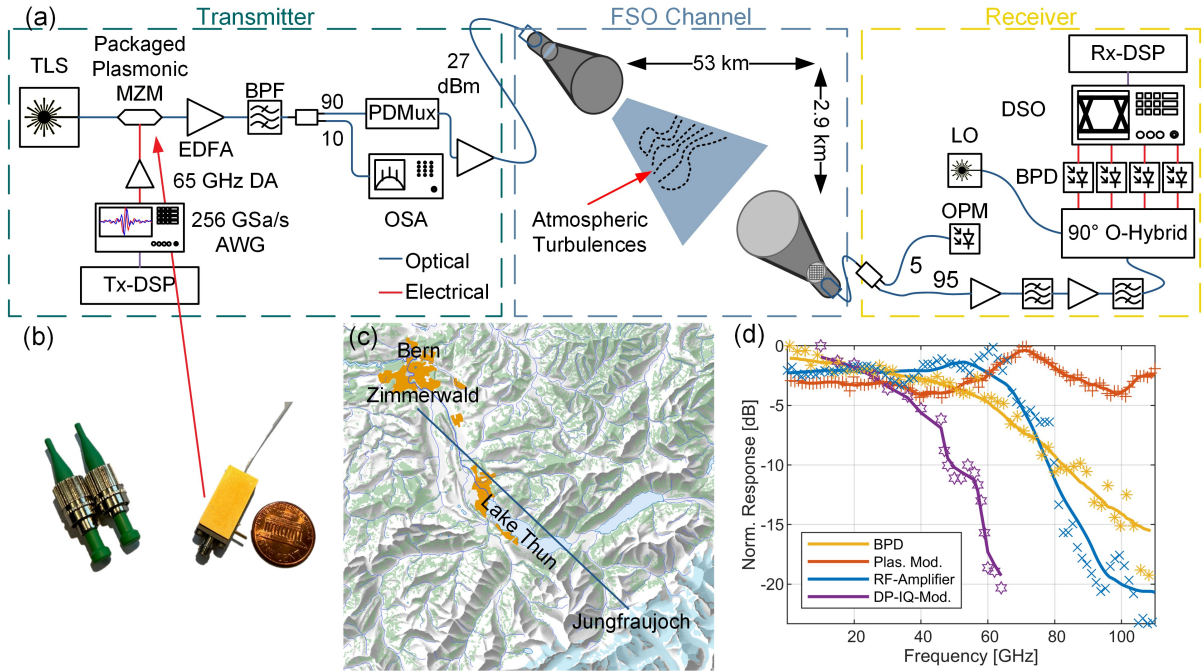 (a)
Transmitter
FSO Channel
Receiver
TLS
Packaged
Plasmonic
MZM
EDFA
BPF
90
10
PDMux
27
dBm
65 GHz DA
256 GSa/s
AWG
Tx-DSP
OSA
Optical
Electrical
53 km
2.9 km
Atmospheric
Turbulences
Rx-DSP
DSO
LO
BPD
OPM
90° O-Hybrid
5
95
(b)
(c)
Bern
Zimmerwald
Lake Thun
Jungfraujoch
(d)
Norm. Response [dB]
0
-5
-10
-15
-20
BPD
Plas. Mod.
RF-Amplifier
DP-IQ-Mod.
20
40
60
80
100
Frequency [GHz]